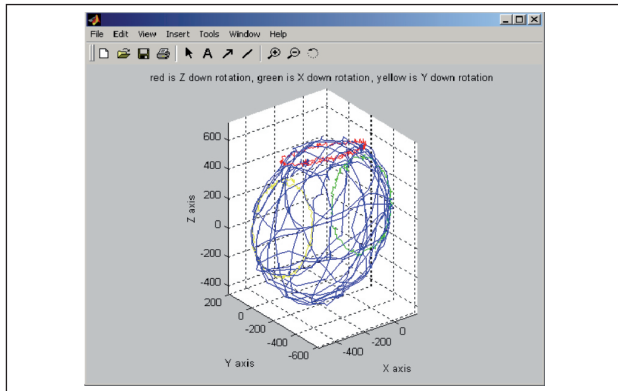 File Edit View Insert Tools Window Help
A
red is Z down rotation, green is X down rotation, yellow is Y down rotation
Z axis
600
400
200
0
-200
-400
200
0
-200
-400
-600
Y axis
-400
-200
0
X axis